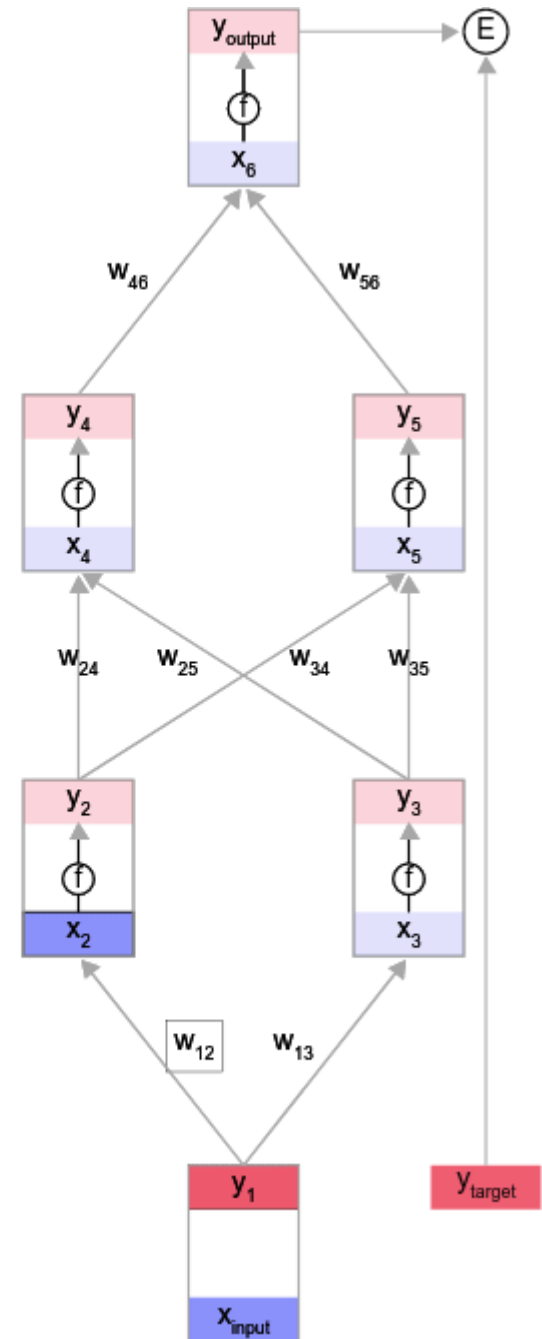 y_output E
f
x_6
w_46 w_56
y_4 y_5
f f
x_4 x_5
w_24 w_25 w_34 w_35
y_2 y_3
f f
x_2 x_3
w_12 w_13
y_1 y_target
x_input